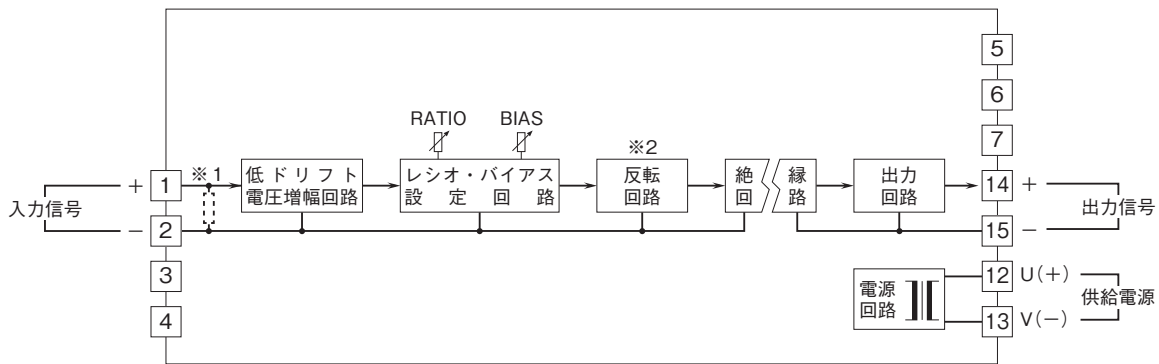 5
6
7
RATIO
BIAS
※1
※2
入力信号
+
1
−
2
3
4
低ドリフト
電圧増幅回路
レシオ・バイアス
設定回路
反転
回路
絶縁
回路
出力
回路
14
+
15
−
出力信号
電源
回路
12
U(+)
13
V(−)
供給電源